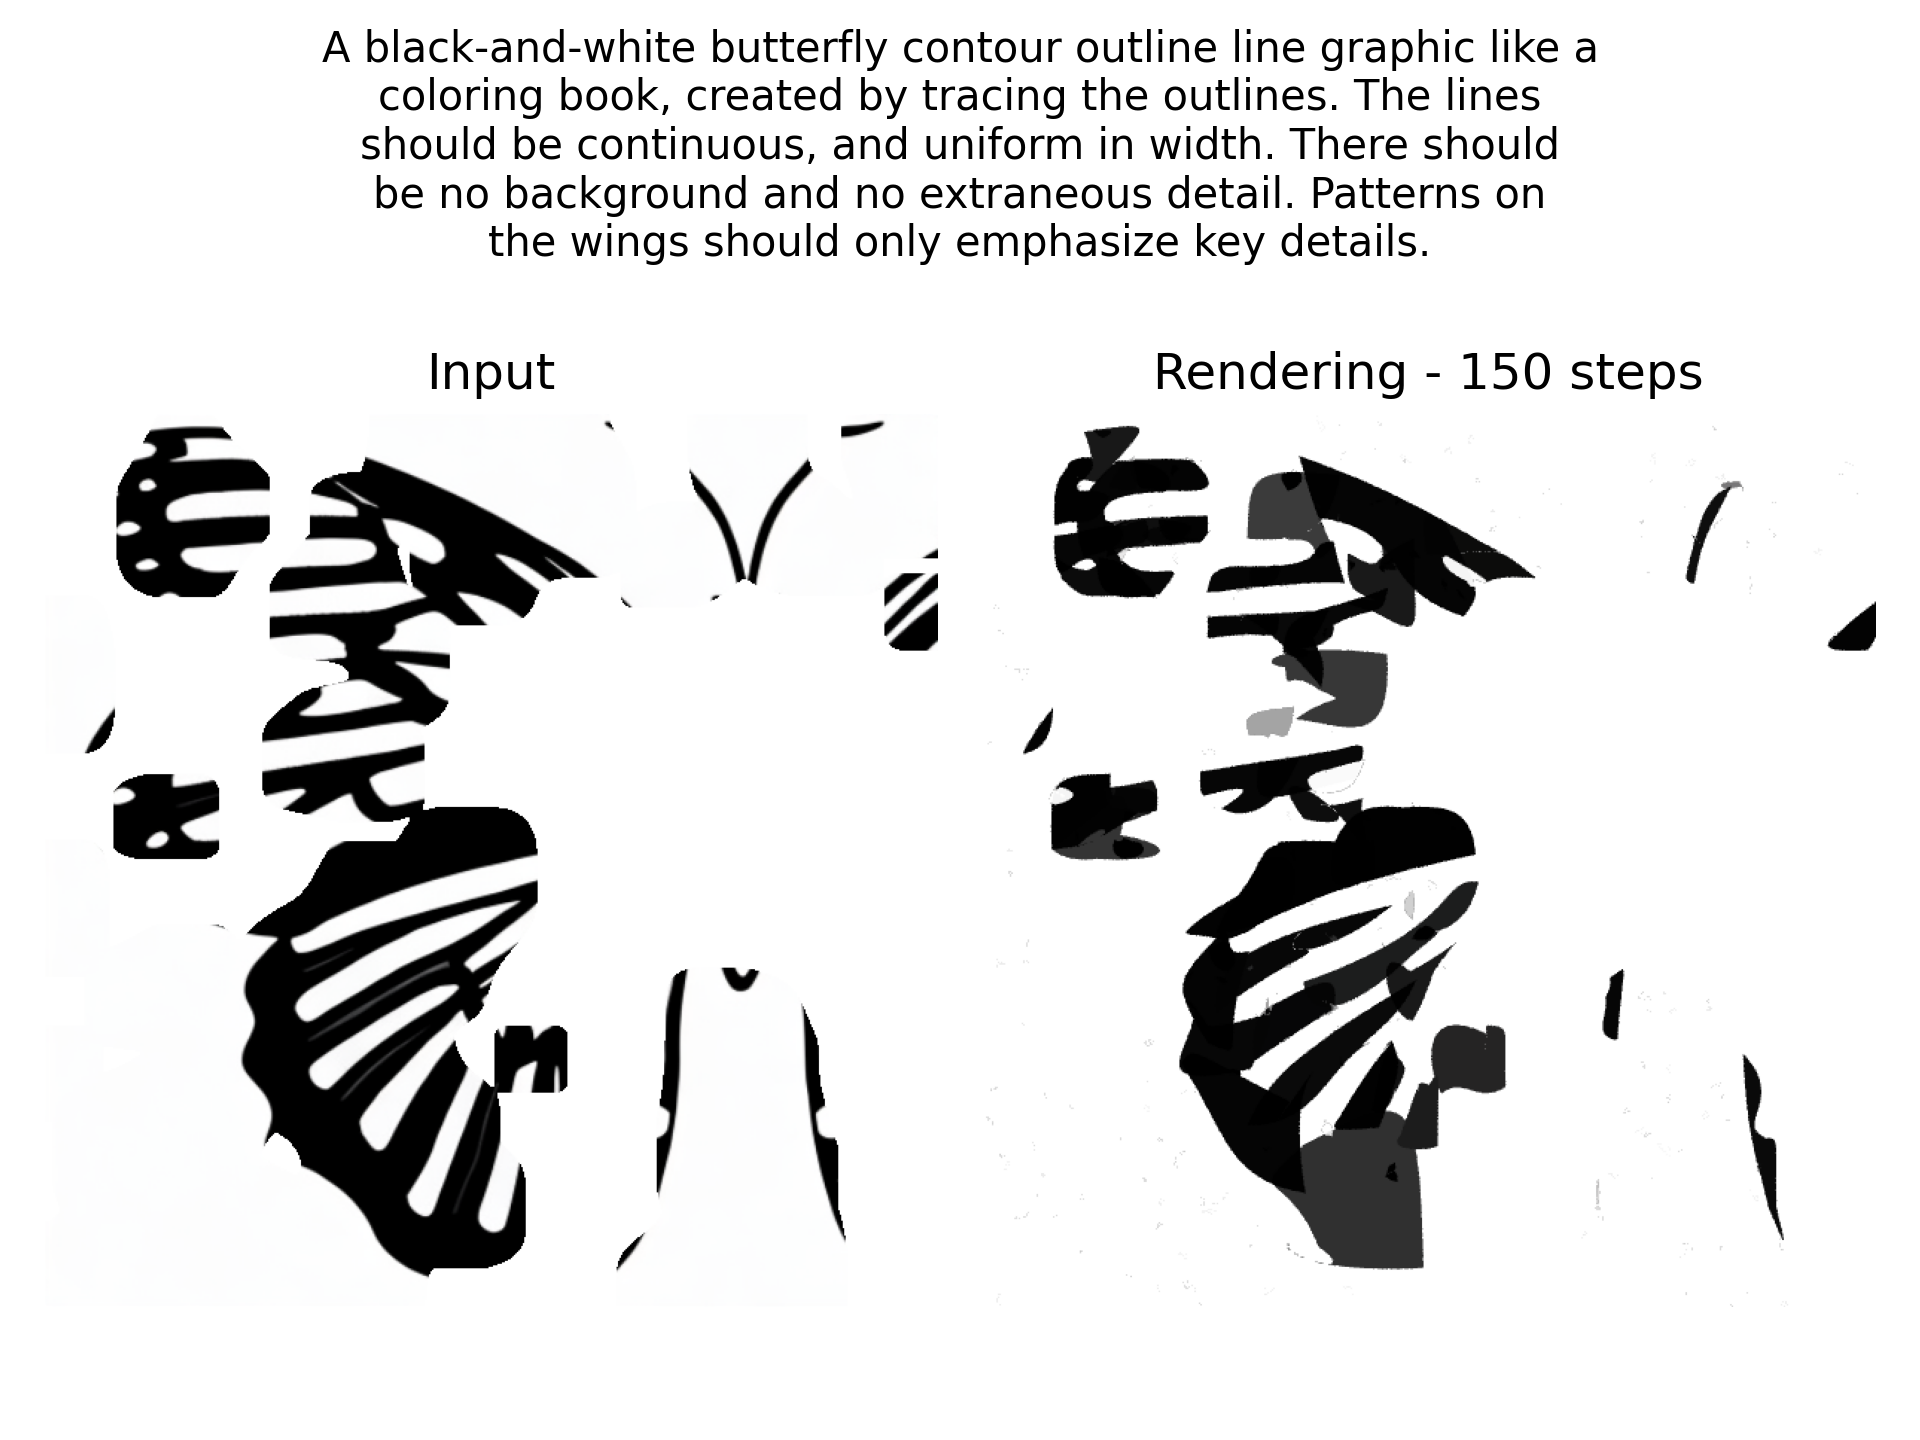 A black-and-white butterfly contour outline line graphic like a
coloring book, created by tracing the outlines. The lines
should be continuous, and uniform in width. There should
be no background and no extraneous detail. Patterns on
the wings should only emphasize key details.
Input
Rendering - 150 steps